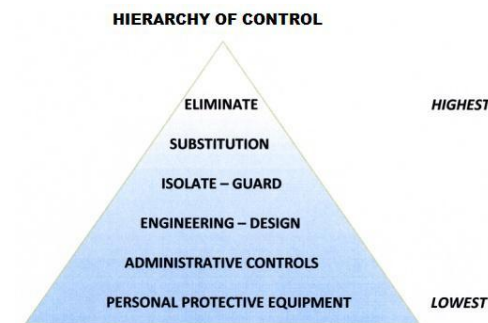 HIERARCHY OF CONTROL
ELIMINATE HIGHEST
SUBSTITUTION
ISOLATE – GUARD
ENGINEERING – DESIGN
ADMINISTRATIVE CONTROLS
PERSONAL PROTECTIVE EQUIPMENT LOWEST